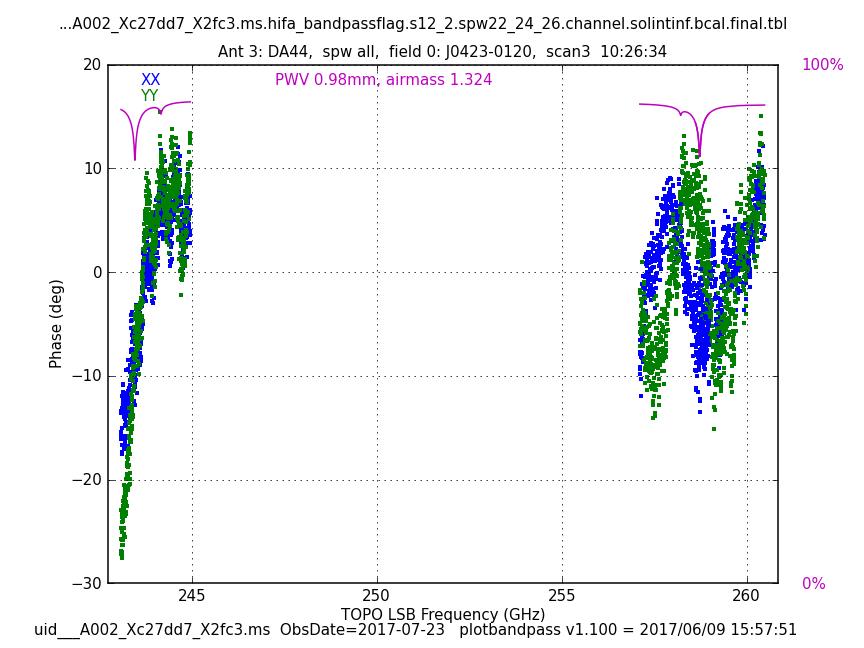 ...A002_Xc27dd7_X2fc3.ms.hifa_bandpassflag.s12_2.spw22_24_26.channel.solintinf.bcal.final.tbl
Ant 3: DA44,  spw all,  field 0: J0423-0120,  scan3  10:26:34
20 100%
XX PWV 0.98mm, airmass 1.324
YY
10
0
Phase (deg)
−10
−20
−30 0%
245 250 255 260
TOPO LSB Frequency (GHz)
uid___A002_Xc27dd7_X2fc3.ms  ObsDate=2017-07-23   plotbandpass v1.100 = 2017/06/09 15:57:51